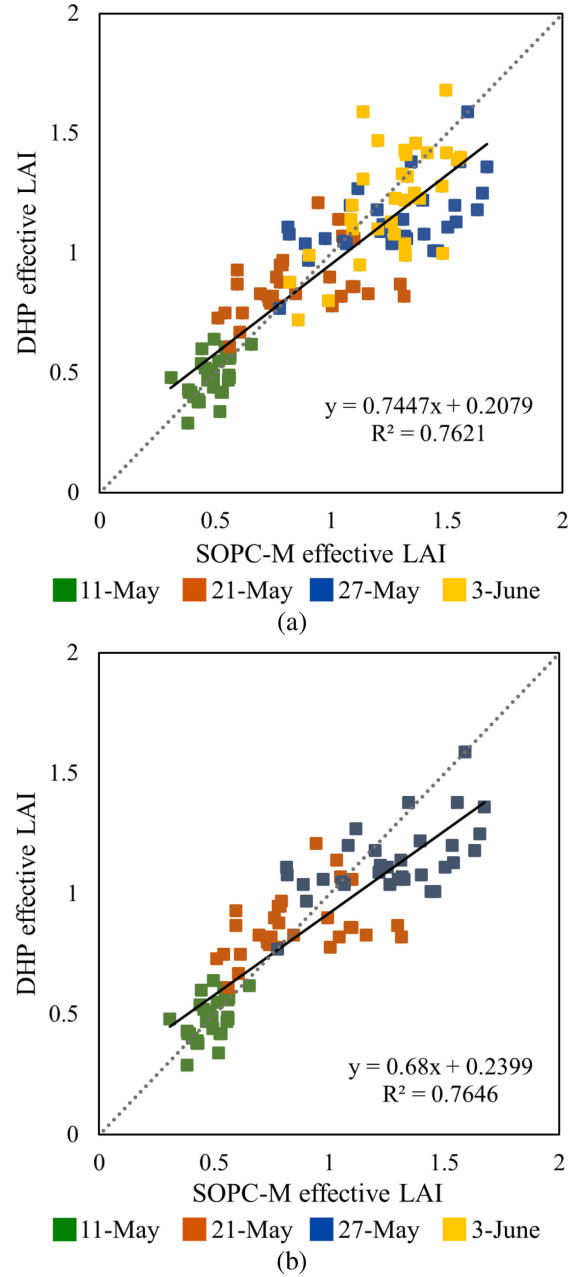 2
1.5
DHP effective LAI
1
0.5
y = 0.7447x + 0.2079
R² = 0.7621
0
0 0.5 1 1.5 2
SOPC-M effective LAI
11-May 21-May 27-May 3-June
(a)
2
1.5
DHP effective LAI
1
0.5
y = 0.68x + 0.2399
R² = 0.7646
0
0 0.5 1 1.5 2
SOPC-M effective LAI
11-May 21-May 27-May 3-June
(b)